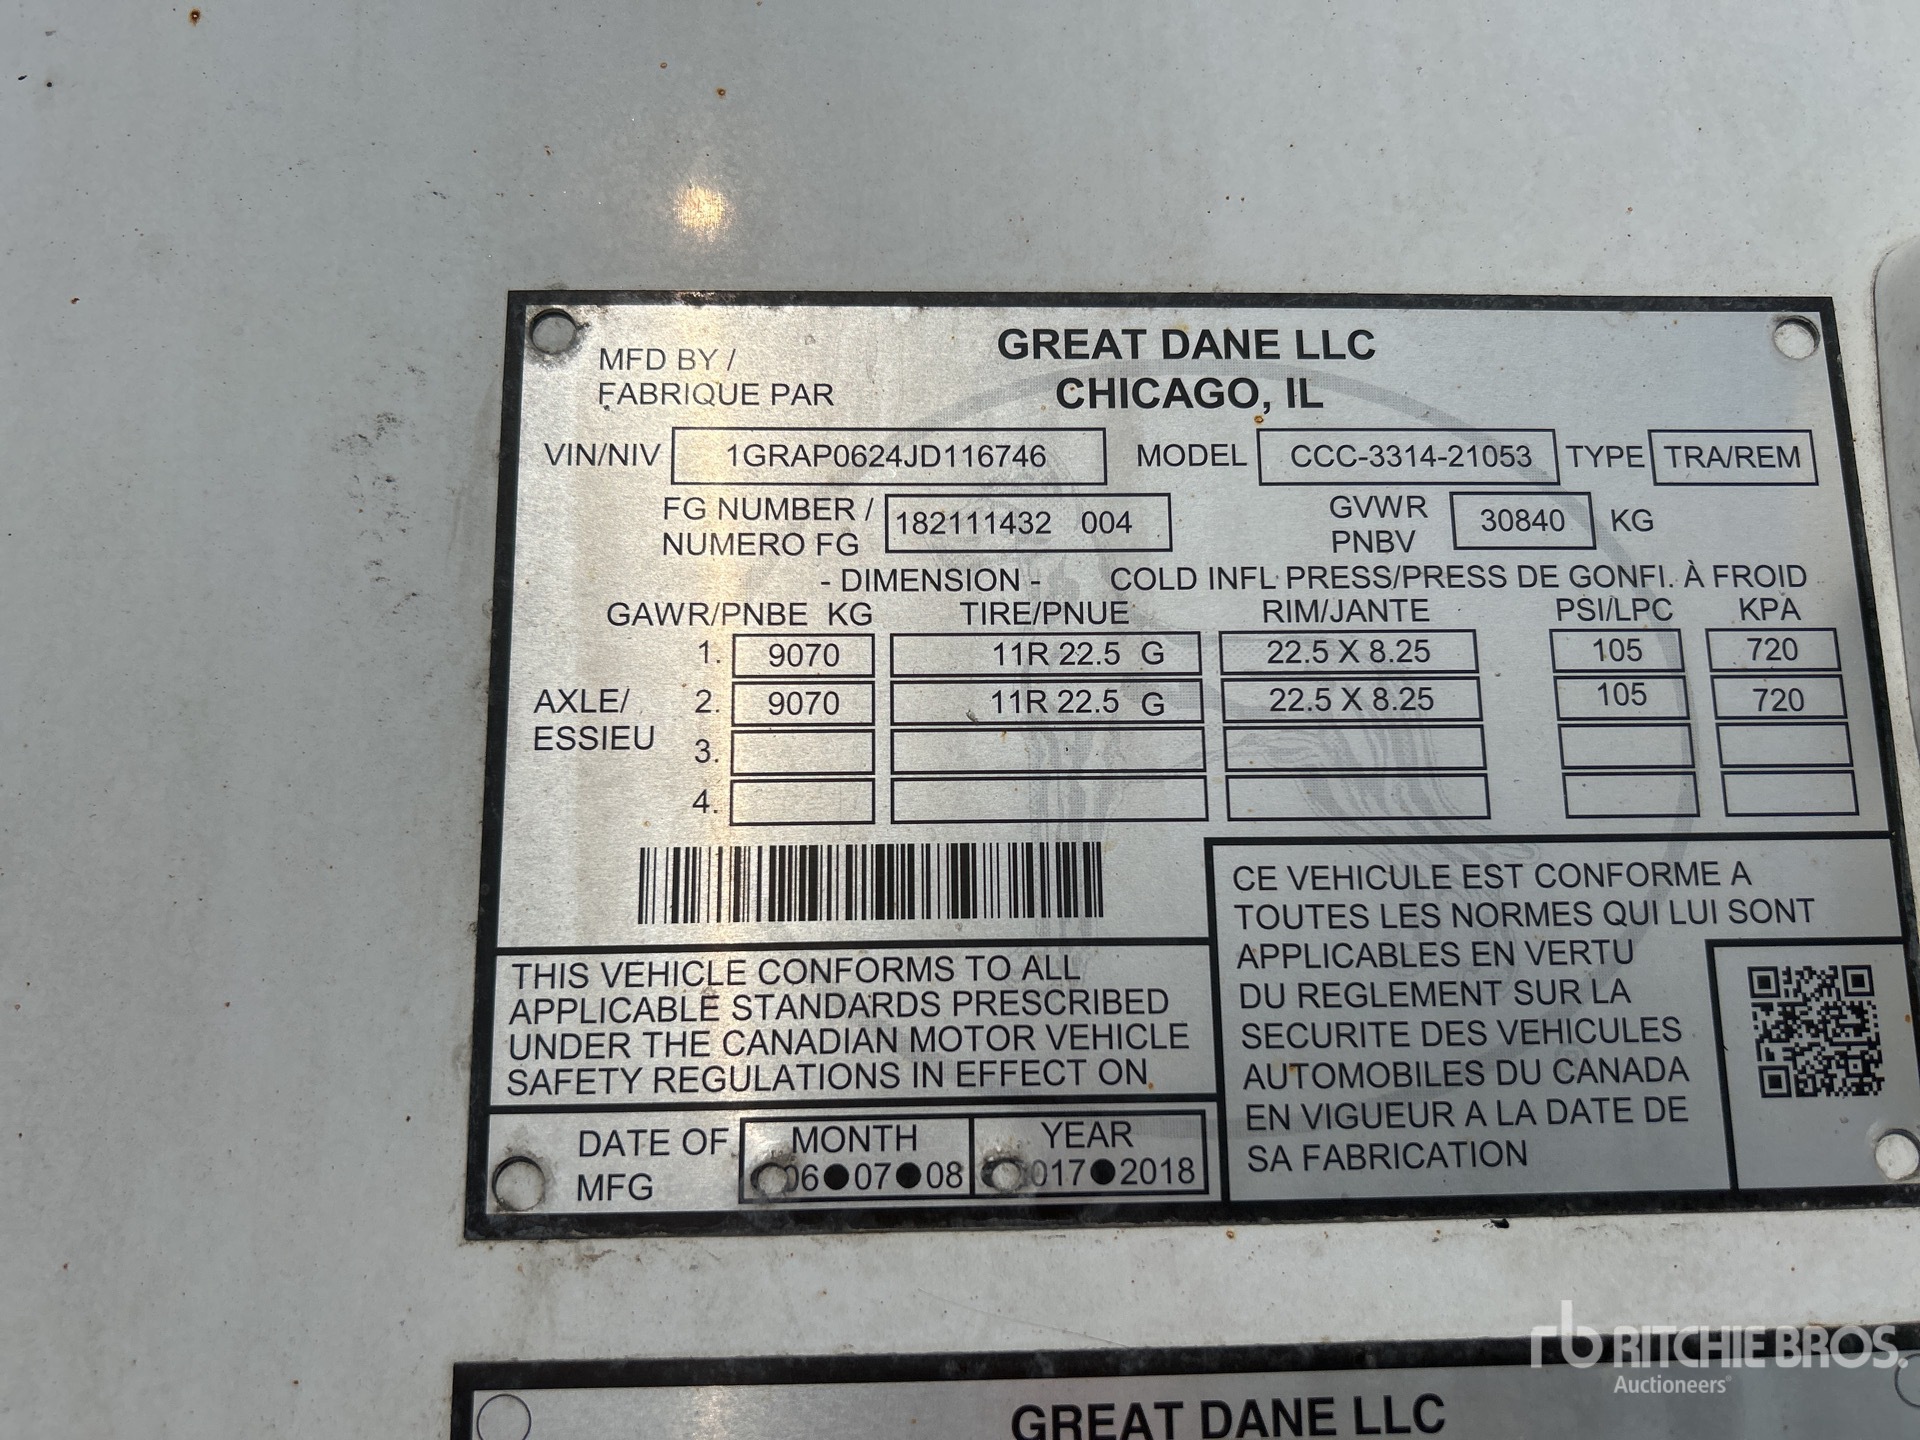 MFD BY /
FABRIQUE PAR
GREAT DANE LLC
CHICAGO, IL
VIN/NIV 1GRAP0624JD116746 MODEL CCC-3314-21053 TYPE TRA/REM
FG NUMBER /
NUMERO FG
182111432 004
GVWR
PNBV
30840 KG
- DIMENSION - COLD INFL PRESS/PRESS DE GONFI. À FROID
GAWR/PNBE KG TIRE/PNUE RIM/JANTE PSI/LPC KPA
1. 9070 11R 22.5 G 22.5 X 8.25 105 720
AXLE/
ESSIEU
2. 9070 11R 22.5 G 22.5 X 8.25 105 720
3.
4.
THIS VEHICLE CONFORMS TO ALL
APPLICABLE STANDARDS PRESCRIBED
UNDER THE CANADIAN MOTOR VEHICLE
SAFETY REGULATIONS IN EFFECT ON
DATE OF
MFG
MONTH
06●07●08
YEAR
017●2018
CE VEHICULE EST CONFORME A
TOUTES LES NORMES QUI LUI SONT
APPLICABLES EN VERTU
DU REGLEMENT SUR LA
SECURITE DES VEHICULES
AUTOMOBILES DU CANADA
EN VIGUEUR A LA DATE DE
SA FABRICATION
GREAT DANE LLC
rb RITCHIE BROS.
Auctioneers